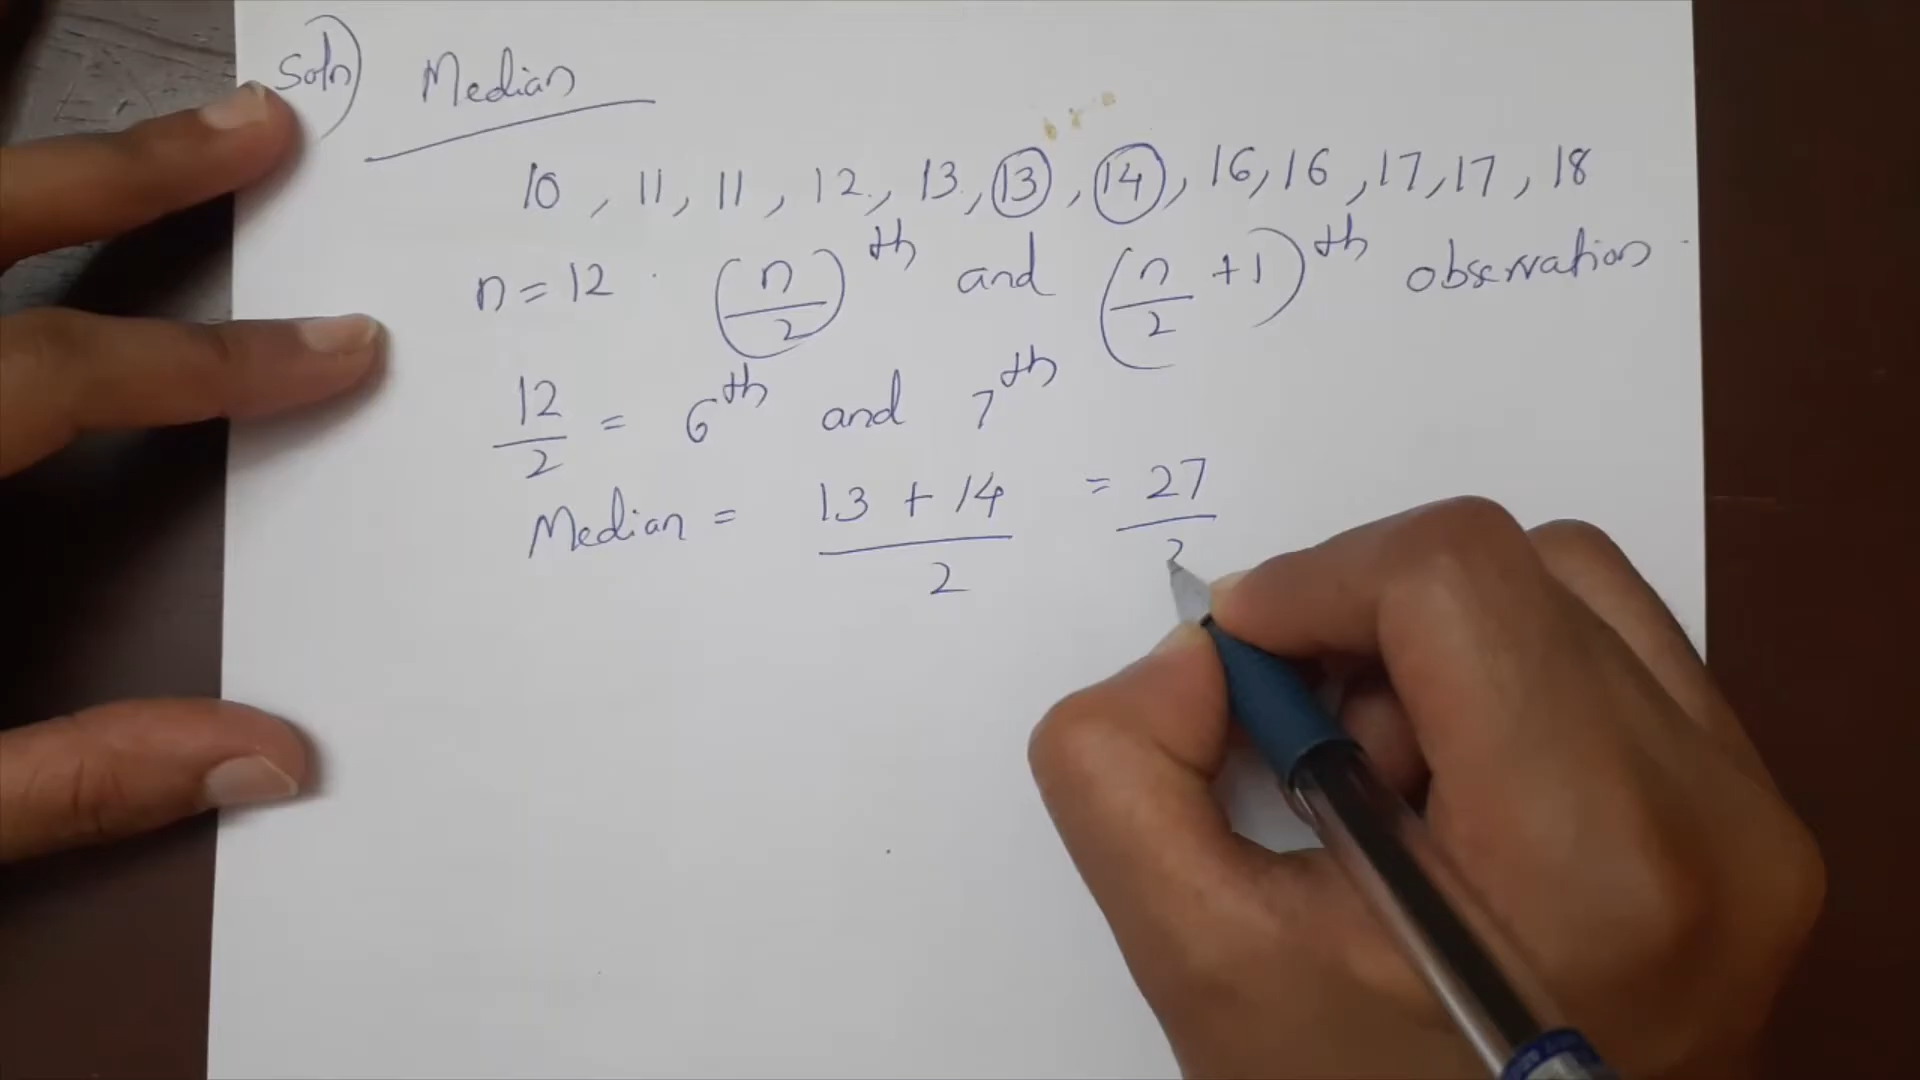 Soln) Median
10, 11, 11, 12, 13, 13, 14, 16, 16, 17, 17, 18
n = 12 . (n/2)th and (n/2 + 1)th observation
12/2 = 6th and 7th
Median = (13 + 14)/2 = 27/2